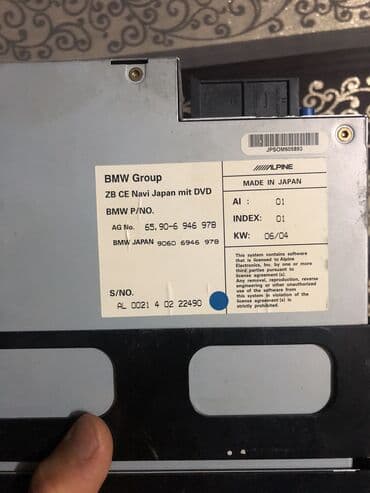 JPSOM605893
BMW Group
ZB CE Navi Japan mit DVD
BMW P/NO.
AG No. 65.90-6 946 978
BMW JAPAN 9060 6946 978
S/NO.
AL 0021 4 02 22490
ALPINE
MADE IN JAPAN
AI : 01
INDEX: 01
KW: 06/04
This system contains software
that is licensed to Alpine
Electronics, Inc. by one or more
third parties pursuant to
license agreement(s).
Any removal, reproduction, reverse
engineering or other unauthorized
use of the software from
this system in violation of the
license agreement(s) is
strictly prohibited.